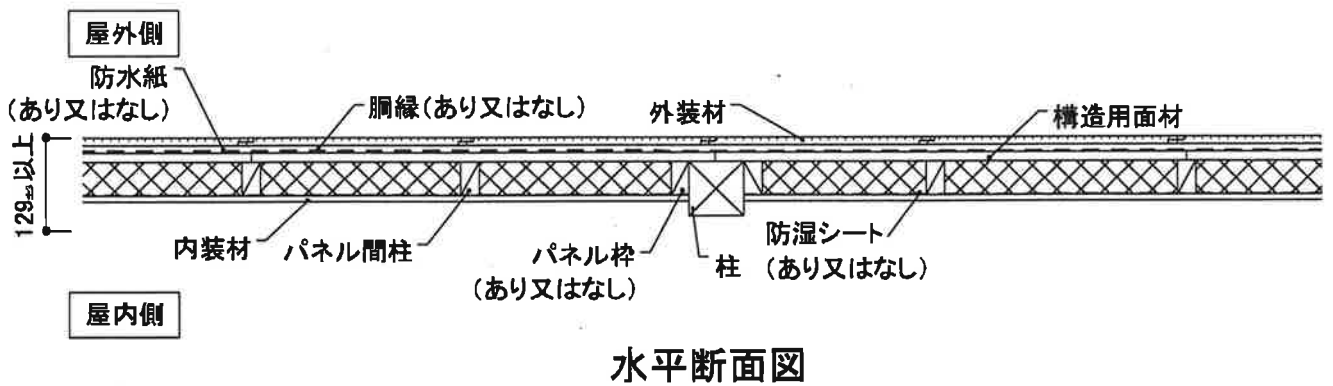 屋外側
防水紙
(あり又はなし)
胴縁(あり又はなし)
外装材
構造用面材
129㎜以上
内装材
パネル間柱
パネル枠
(あり又はなし)
柱
防湿シート
(あり又はなし)
屋内側
水平断面図